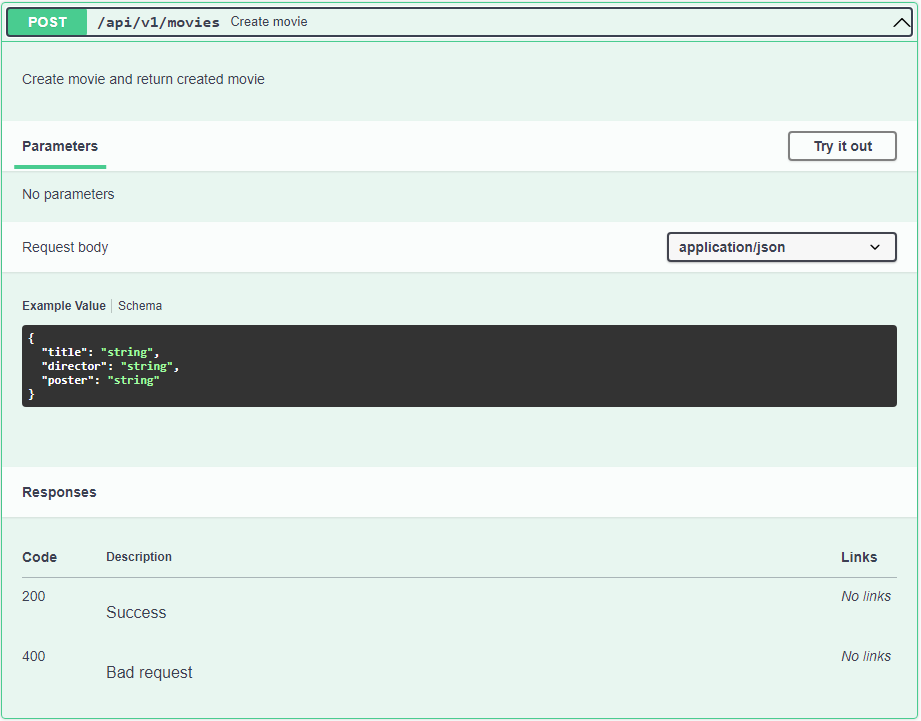 POST /api/v1/movies Create movie
Create movie and return created movie
Parameters Try it out
No parameters
Request body application/json
Example Value Schema
{
"title": "string",
"director": "string",
"poster": "string"
}
Responses
Code Description Links
200 Success No links
400 Bad request No links